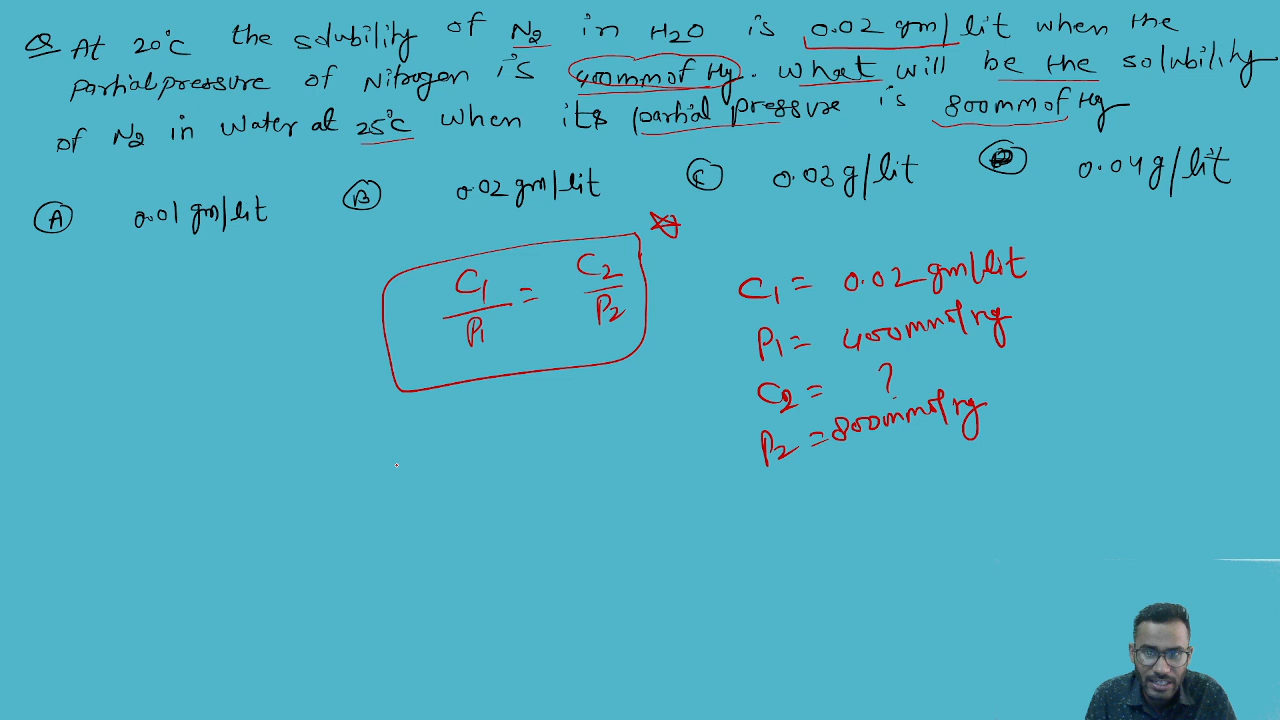 Q At 20°C the solubility of N2 in H2O is 0.02 gm/lit when the
Partial pressure of Nitrogen is 400mm of Hg. What will be the solubility
of N2 in Water at 25°C when its partial pressure is 800mm of Hg
A 0.01 gm/lit B 0.02 gm/lit C 0.03 g/lit D 0.04 g/lit
C1/P1 = C2/P2
C1 = 0.02 gm/lit
P1 = 400mm of Hg
C2 = ?
P2 = 800mm of Hg